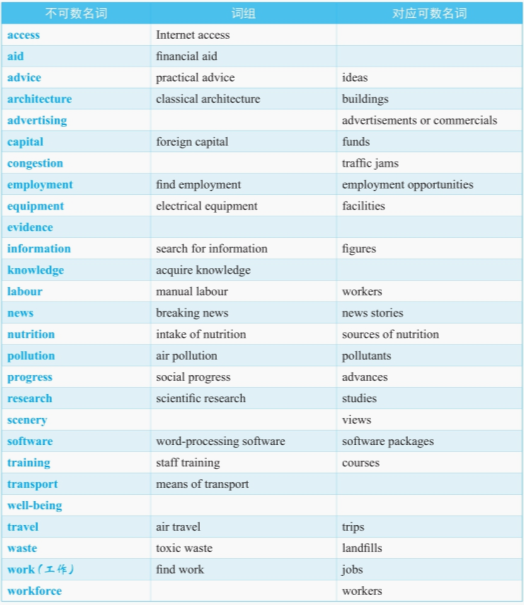 不可数名词 词组 对应可数名词
access Internet access
aid financial aid
advice practical advice ideas
architecture classical architecture buildings
advertising advertisements or commercials
capital foreign capital funds
congestion traffic jams
employment find employment employment opportunities
equipment electrical equipment facilities
evidence
information search for information figures
knowledge acquire knowledge
labour manual labour workers
news breaking news news stories
nutrition intake of nutrition sources of nutrition
pollution air pollution pollutants
progress social progress advances
research scientific research studies
scenery views
software word-processing software software packages
training staff training courses
transport means of transport
well-being
travel air travel trips
waste toxic waste landfills
work(工作) find work jobs
workforce workers